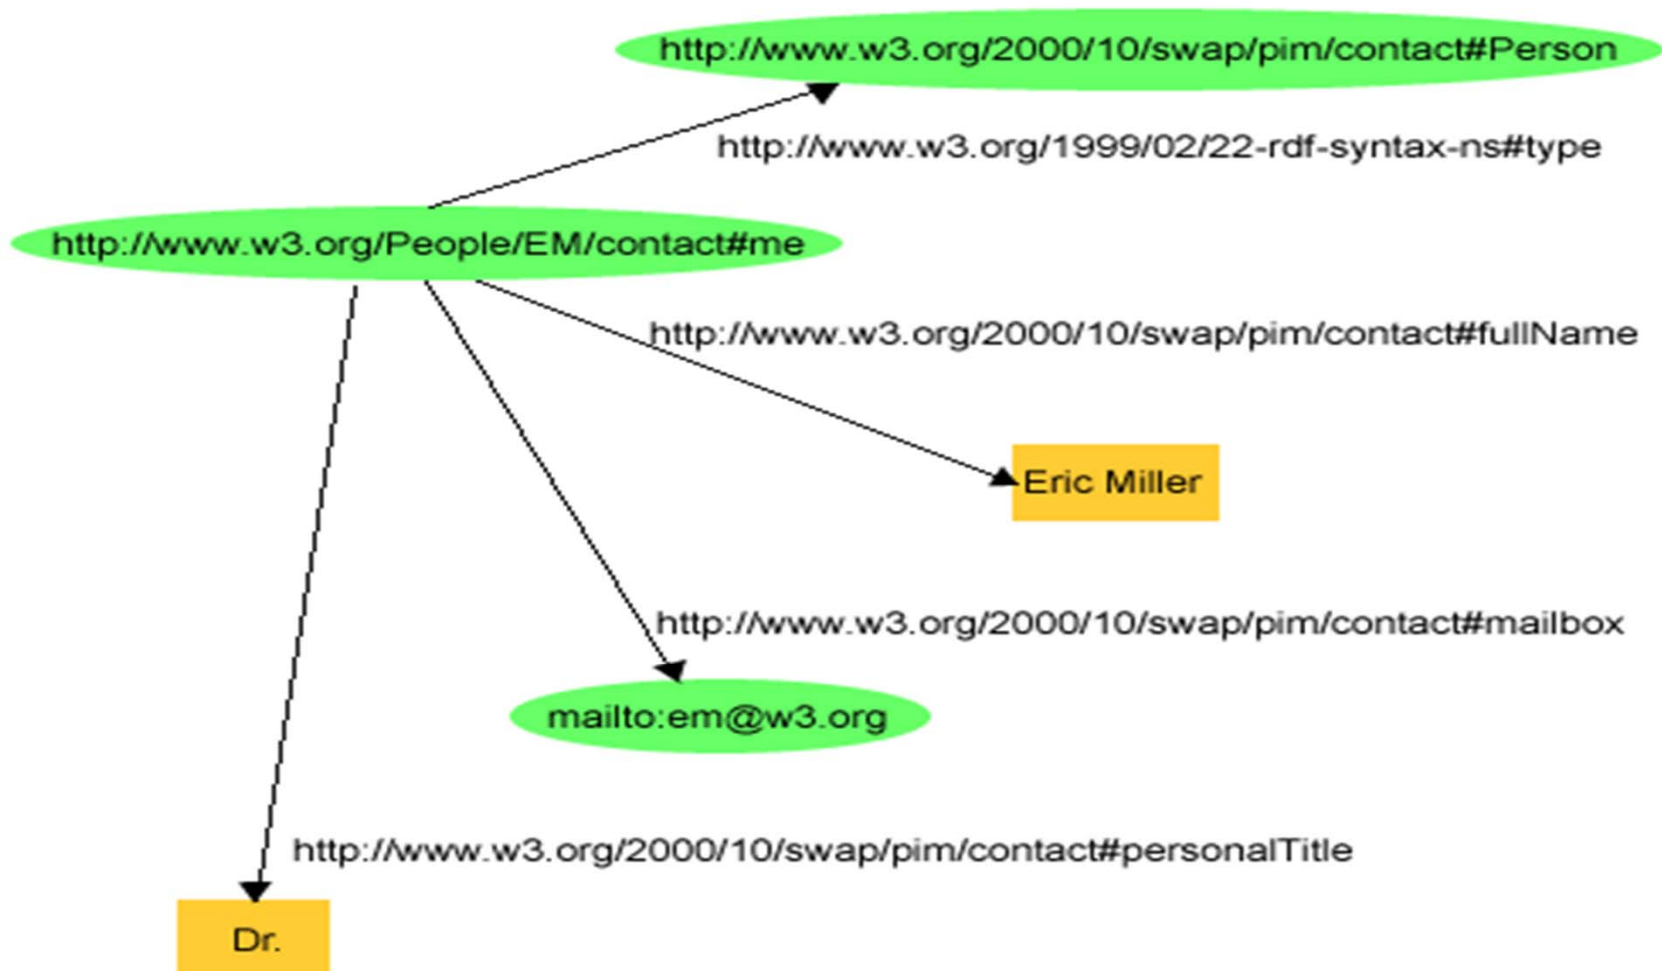 http://www.w3.org/2000/10/swap/pim/contact#Person
http://www.w3.org/1999/02/22-rdf-syntax-ns#type
http://www.w3.org/People/EM/contact#me
http://www.w3.org/2000/10/swap/pim/contact#fullName
Eric Miller
http://www.w3.org/2000/10/swap/pim/contact#mailbox
mailto:em@w3.org
http://www.w3.org/2000/10/swap/pim/contact#personalTitle
Dr.